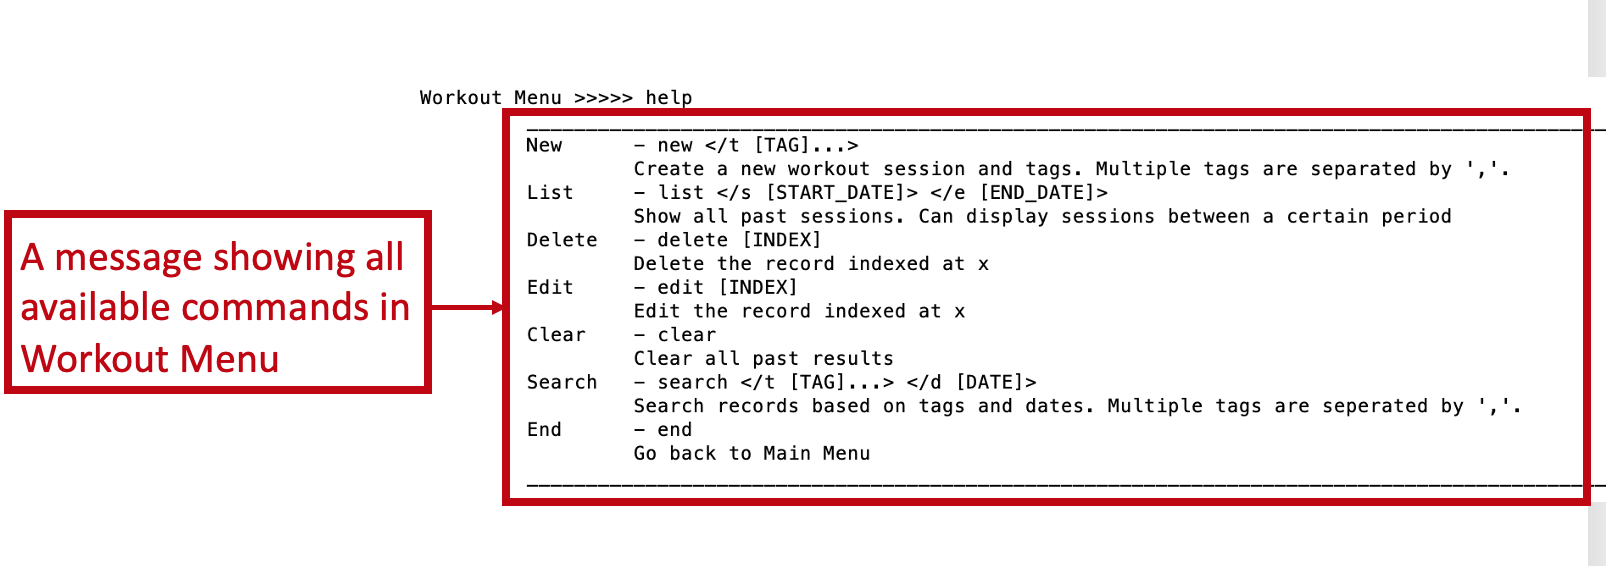 Workout Menu >>>>> help
New – new </t [TAG]...>
Create a new workout session and tags. Multiple tags are separated by ','.
List – list </s [START_DATE]> </e [END_DATE]>
Show all past sessions. Can display sessions between a certain period
Delete – delete [INDEX]
Delete the record indexed at x
Edit – edit [INDEX]
Edit the record indexed at x
Clear – clear
Clear all past results
Search – search </t [TAG]...> </d [DATE]>
Search records based on tags and dates. Multiple tags are seperated by ','.
End – end
Go back to Main Menu
A message showing all
available commands in
Workout Menu